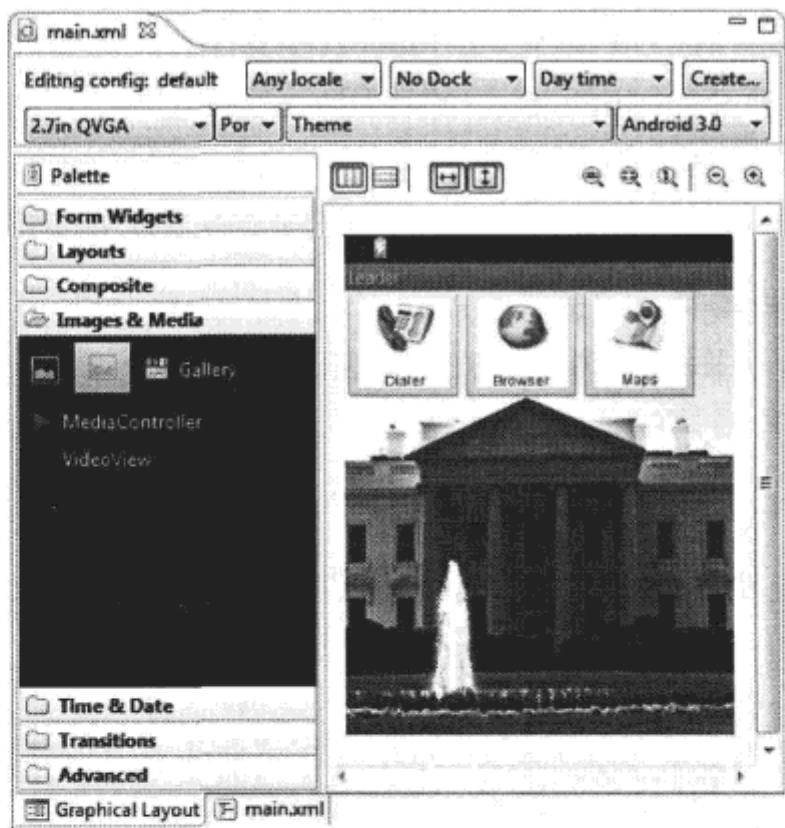 main.xml
Editing config: default Any locale No Dock Day time Create...
2.7in QVGA Por Theme Android 3.0
Palette
Form Widgets
Layouts
Composite
Images & Media
Gallery
MediaController
VideoView
Time & Date
Transitions
Advanced
Leader
Dialer Browser Maps
Graphical Layout main.xml